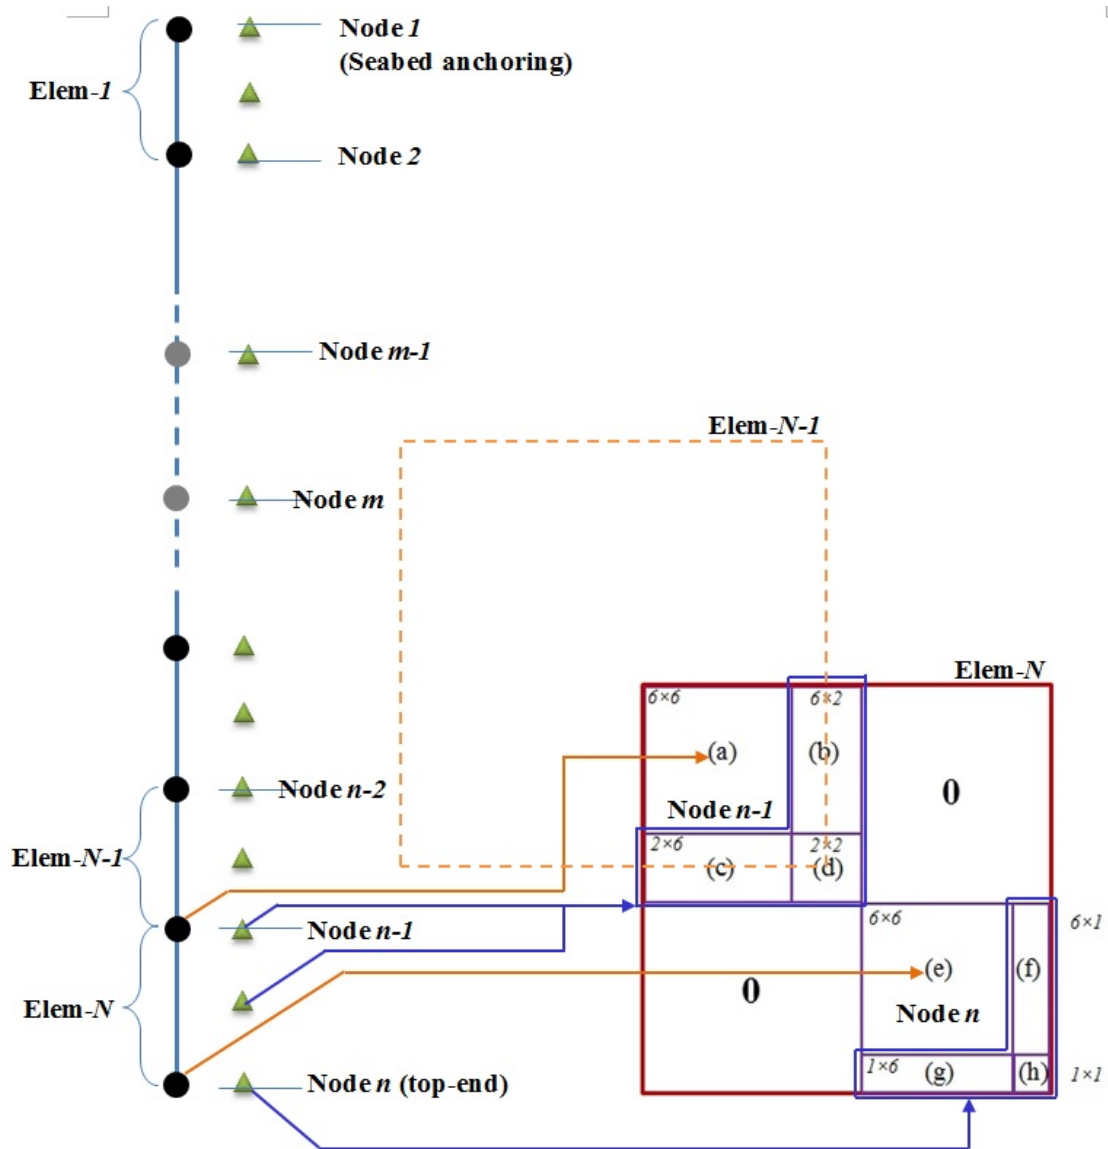 Node 1
(Seabed anchoring)
Elem-1
Node 2
Node m-1
Elem-N-1
Node m
Elem-N
6×6
6×2
(a)
(b)
0
Node n-2
Node n-1
2×6
2×2
Elem-N-1
(c)
(d)
Node n-1
6×6
6×1
(e)
(f)
0
Elem-N
Node n
1×6
(g)
(h)
1×1
Node n (top-end)